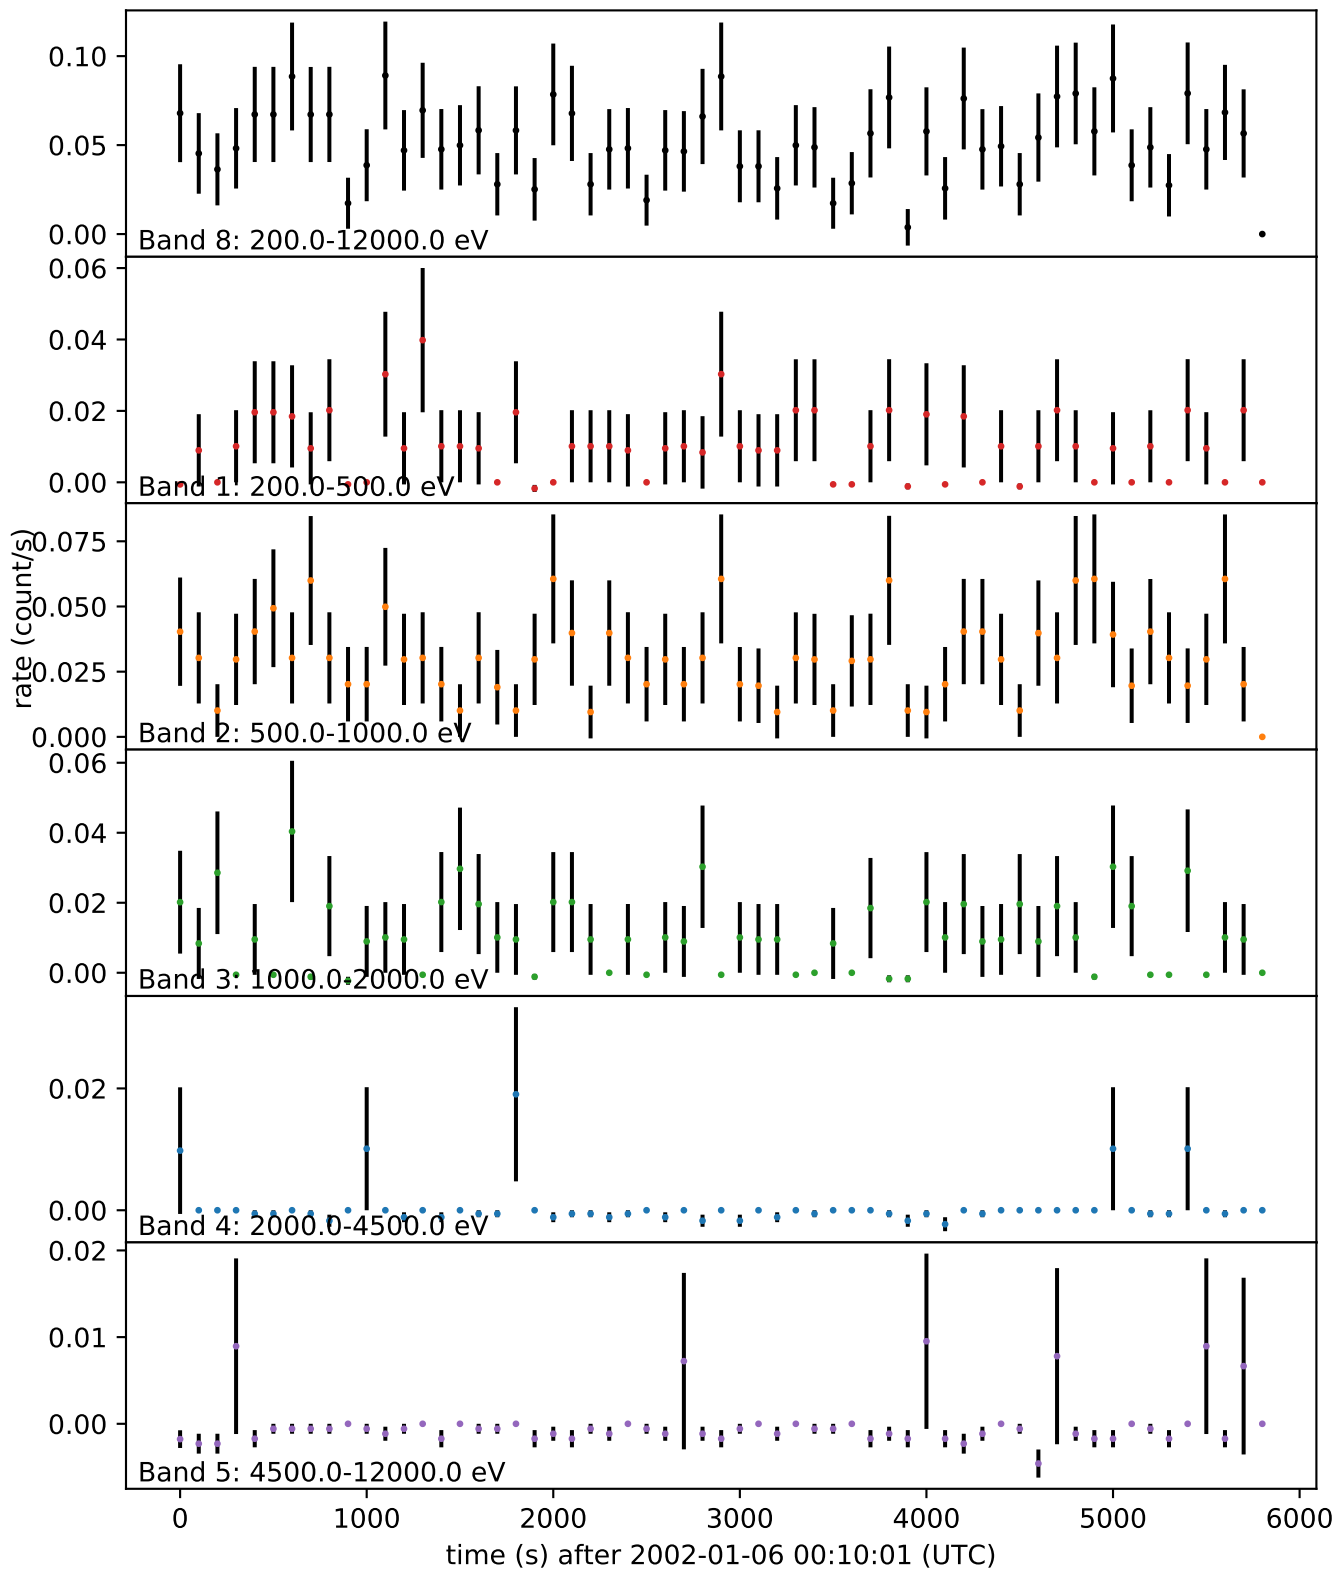 0.10
0.05
0.00
Band 8: 200.0-12000.0 eV
0.06
0.04
0.02
0.00
Band 1: 200.0-500.0 eV
rate (count/s)
0.075
0.050
0.025
0.000
Band 2: 500.0-1000.0 eV
0.06
0.04
0.02
0.00
Band 3: 1000.0-2000.0 eV
0.02
0.00
Band 4: 2000.0-4500.0 eV
0.02
0.01
0.00
Band 5: 4500.0-12000.0 eV
0 1000 2000 3000 4000 5000 6000
time (s) after 2002-01-06 00:10:01 (UTC)